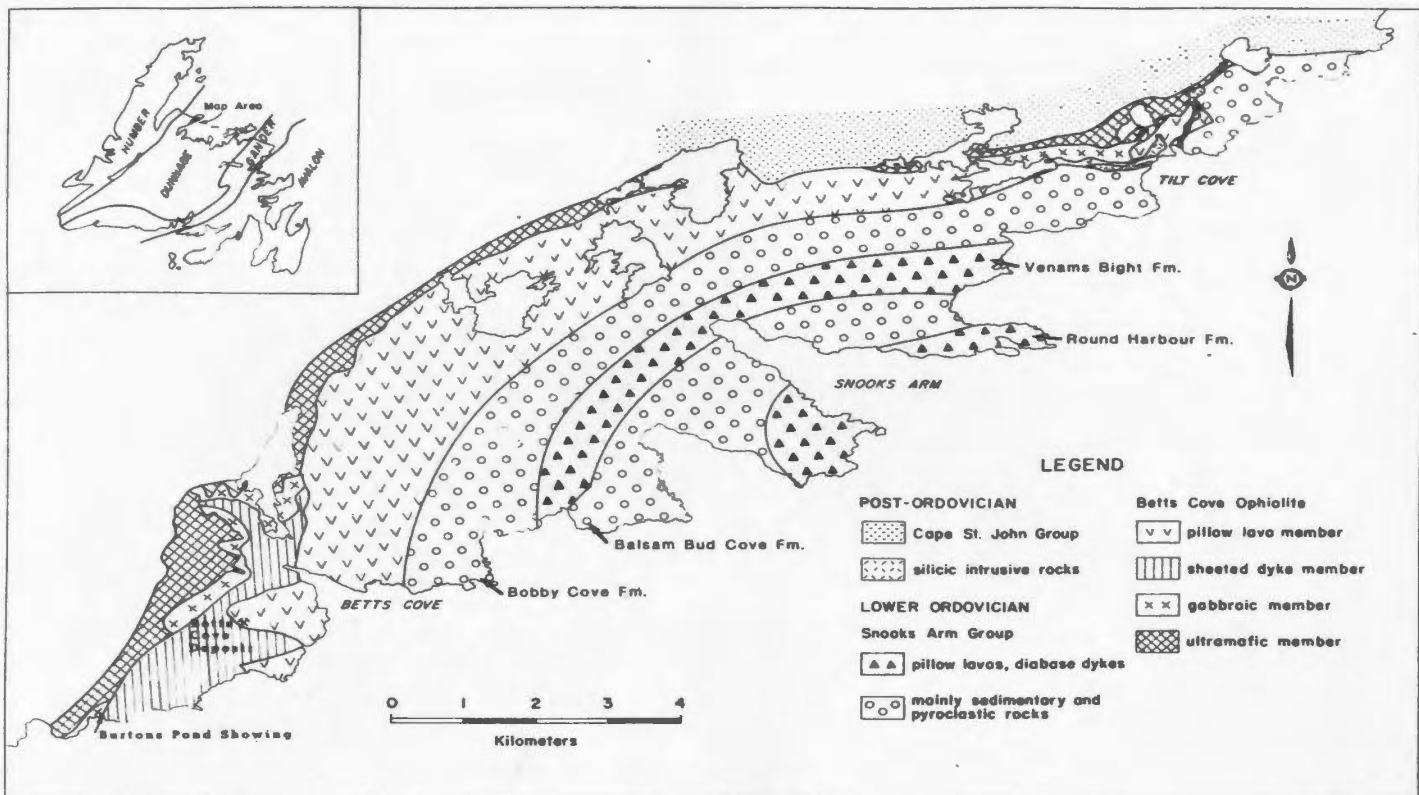 Map Area
HUMBER
DUNNAGE
GANDER
AVALON
TILT COVE
Venams Bight Fm.
N
Round Harbour Fm.
SNOOKS ARM
Balsam Bud Cove Fm.
Bobby Cove Fm.
BETTS COVE
Betts
Cove
Deposit
Burtons Pond Showing
0 1 2 3 4
Kilometers
LEGEND
POST-ORDOVICIAN
Cape St. John Group
silicic intrusive rocks
LOWER ORDOVICIAN
Snooks Arm Group
pillow lavas, diabase dykes
mainly sedimentary and
pyroclastic rocks
Betts Cove Ophiolite
pillow lava member
sheeted dyke member
gabbroic member
ultramafic member